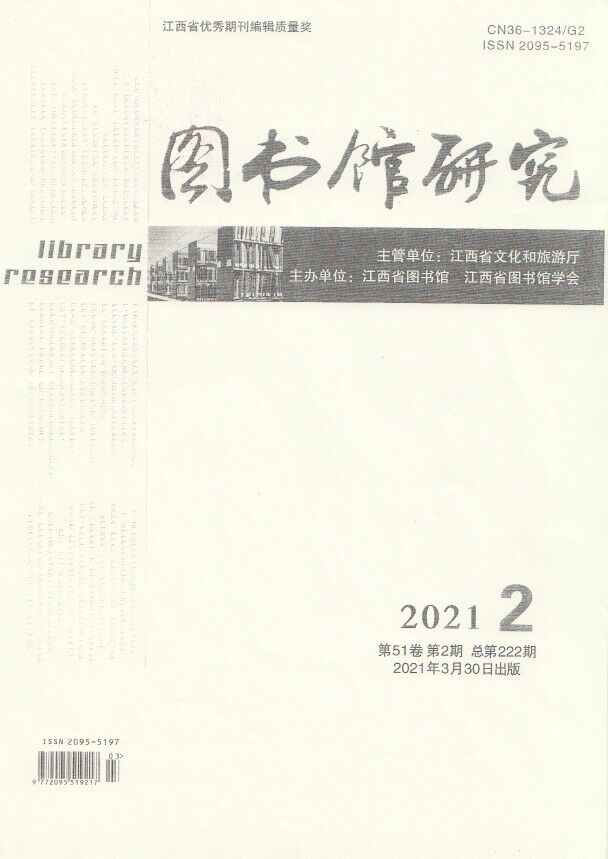 江西省优秀期刊编辑质量奖
CN36-1324/G2
ISSN 2095-5197
图书馆研究
library
research
主管单位：江西省文化和旅游厅
主办单位：江西省图书馆 江西省图书馆学会
2021 2
第51卷 第2期 总第222期
2021年3月30日出版
ISSN 2095-5197
03>
9 772095 519217